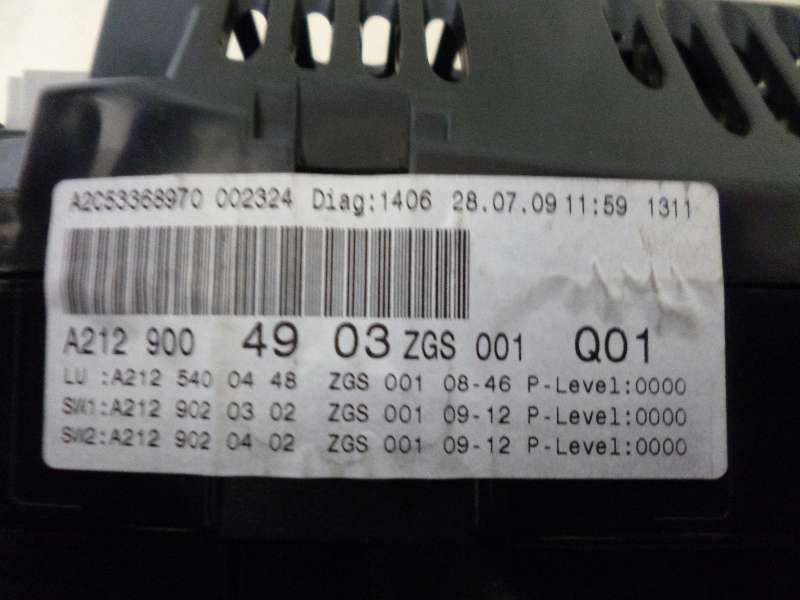 A2C53368970 002324 Diag:1406 28.07.09 11:59 1311
A212 900 49 03 ZGS 001 Q01
LU :A212 540 04 48 ZGS 001 08-46 P-Level:0000
SW1:A212 902 03 02 ZGS 001 09-12 P-Level:0000
SW2:A212 902 04 02 ZGS 001 09-12 P-Level:0000